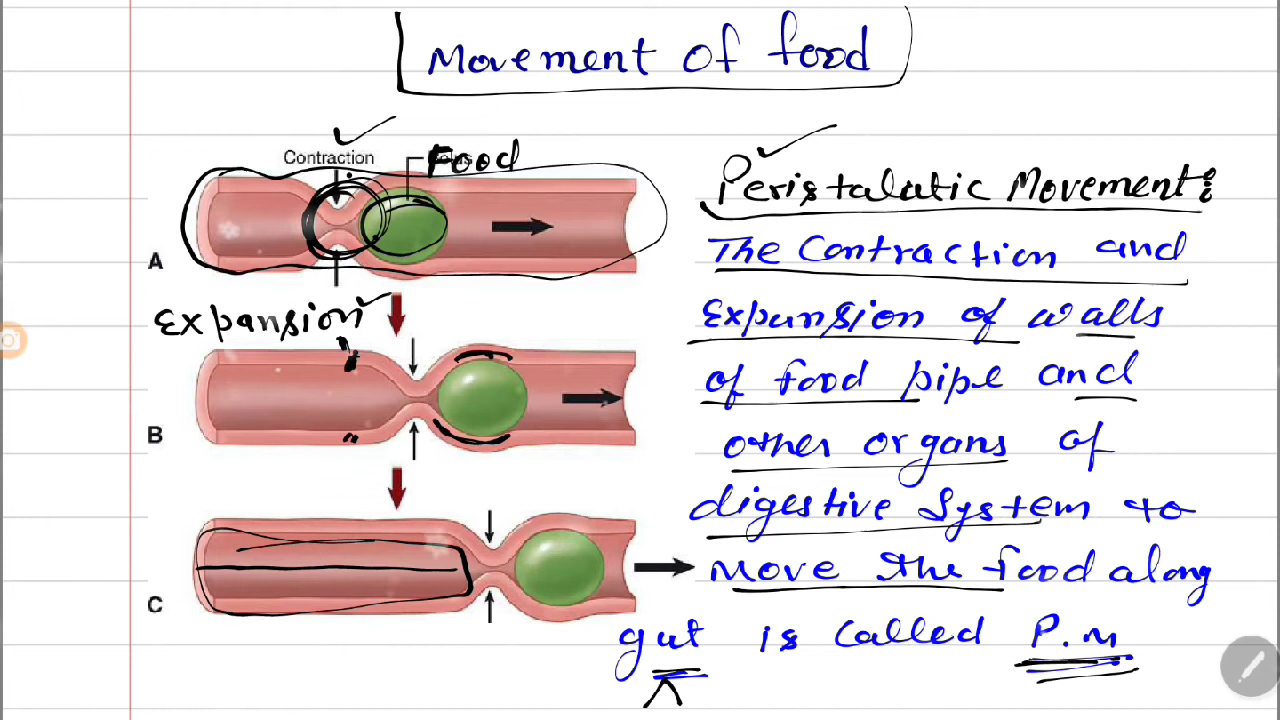 Movement of food
Contraction
Food
Peristalatic Movement:
The Contraction and
Expansion
Expansion of walls
of food pipe and
other organs of
digestive system to
move the food along
gut is called P.M
A
B
C